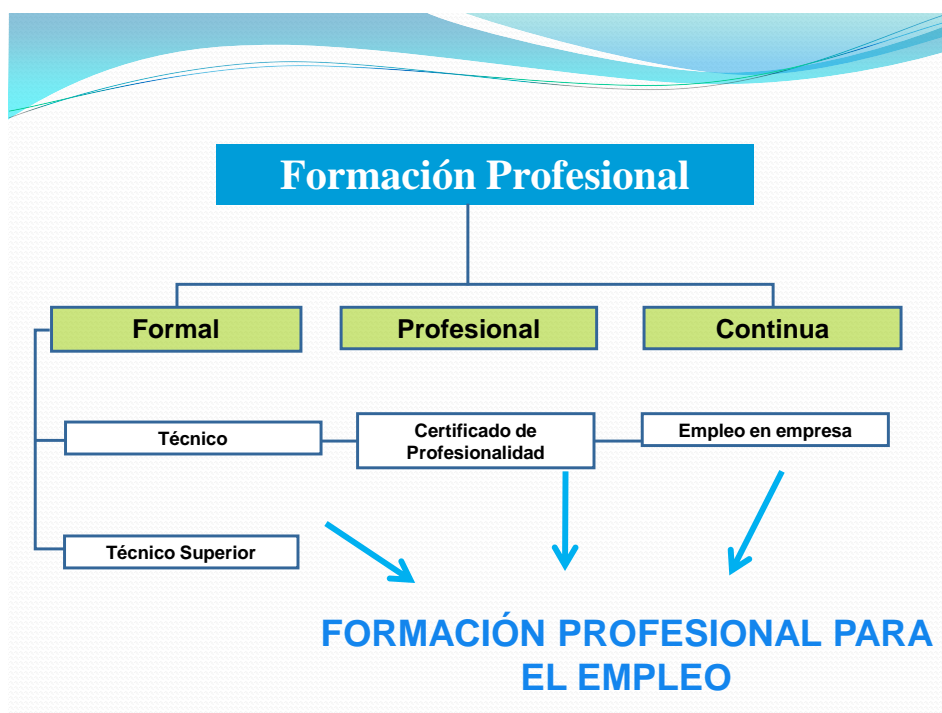 Formación Profesional
Formal
Profesional
Continua
Técnico
Certificado de
Profesionalidad
Empleo en empresa
Técnico Superior
FORMACIÓN PROFESIONAL PARA
EL EMPLEO